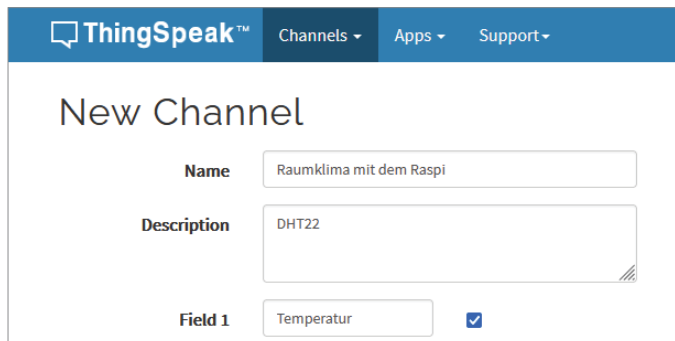 ThingSpeak™ Channels Apps Support
New Channel
Name Raumklima mit dem Raspi
Description DHT22
Field 1 Temperatur